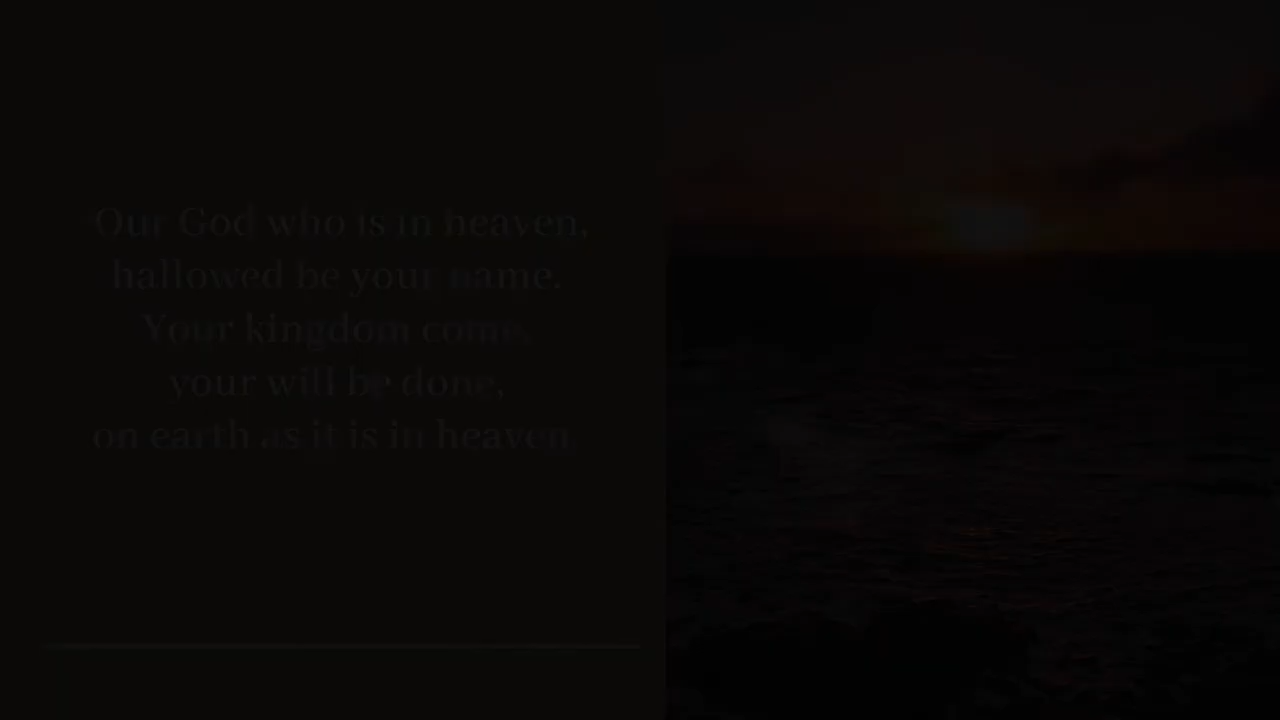 Our God who is in heaven,
hallowed be your name.
Your kingdom come,
your will be done,
on earth as it is in heaven.